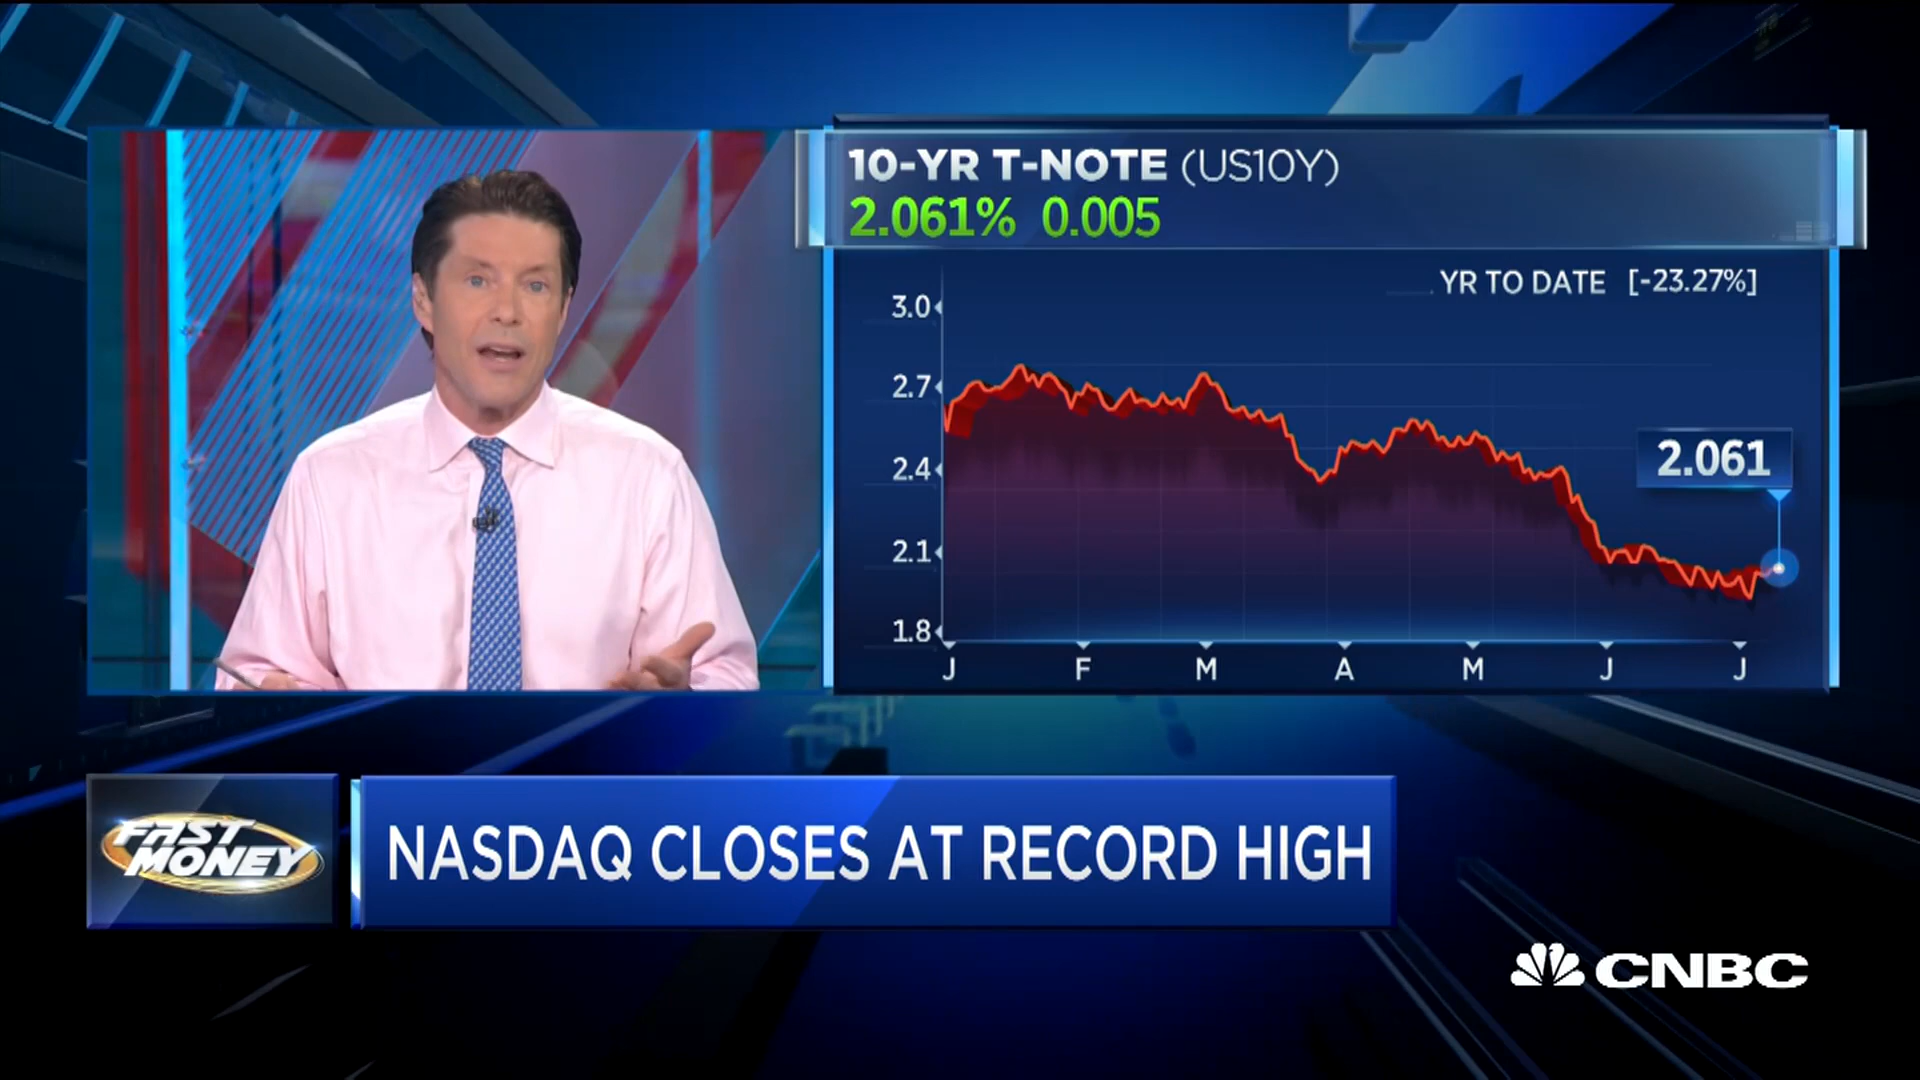 10-YR T-NOTE (US10Y)
2.061% 0.005
YR TO DATE [-23.27%]
3.0
2.7
2.4
2.1
1.8
2.061
J F M A M J J
FAST
MONEY
NASDAQ CLOSES AT RECORD HIGH
CNBC